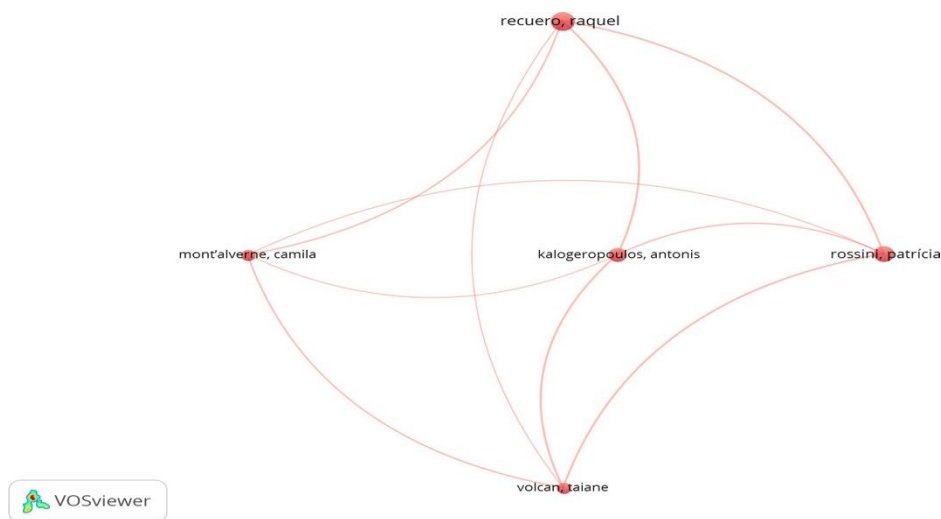 recuero, raquel
mont'alverne, camila
kalogeropoulos, antonis
rossini, patrícia
volcan, taiane
VOSviewer